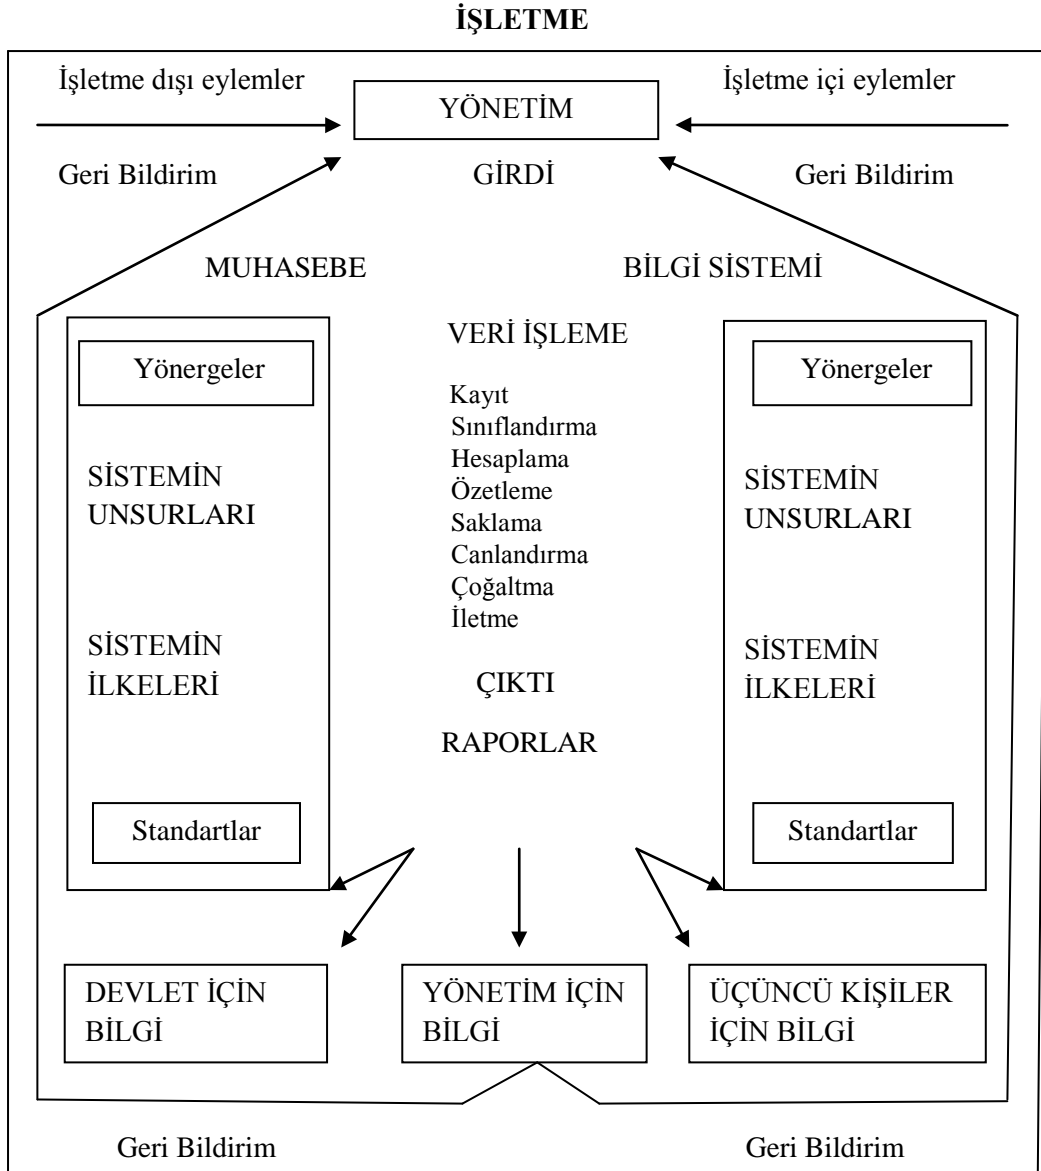 İŞLETME
İşletme dışı eylemler
YÖNETİM
İşletme içi eylemler
Geri Bildirim
GİRDİ
Geri Bildirim
MUHASEBE
BİLGİ SİSTEMİ
VERİ İŞLEME
Yönergeler
Yönergeler
Kayıt
Sınıflandırma
Hesaplama
Özetleme
Saklama
Canlandırma
Çoğaltma
İletme
SİSTEMİN
UNSURLARI
SİSTEMİN
UNSURLARI
SİSTEMİN
İLKELERİ
SİSTEMİN
İLKELERİ
ÇIKTI
RAPORLAR
Standartlar
Standartlar
DEVLET İÇİN
BİLGİ
YÖNETİM İÇİN
BİLGİ
ÜÇÜNCÜ KİŞİLER
İÇİN BİLGİ
Geri Bildirim
Geri Bildirim